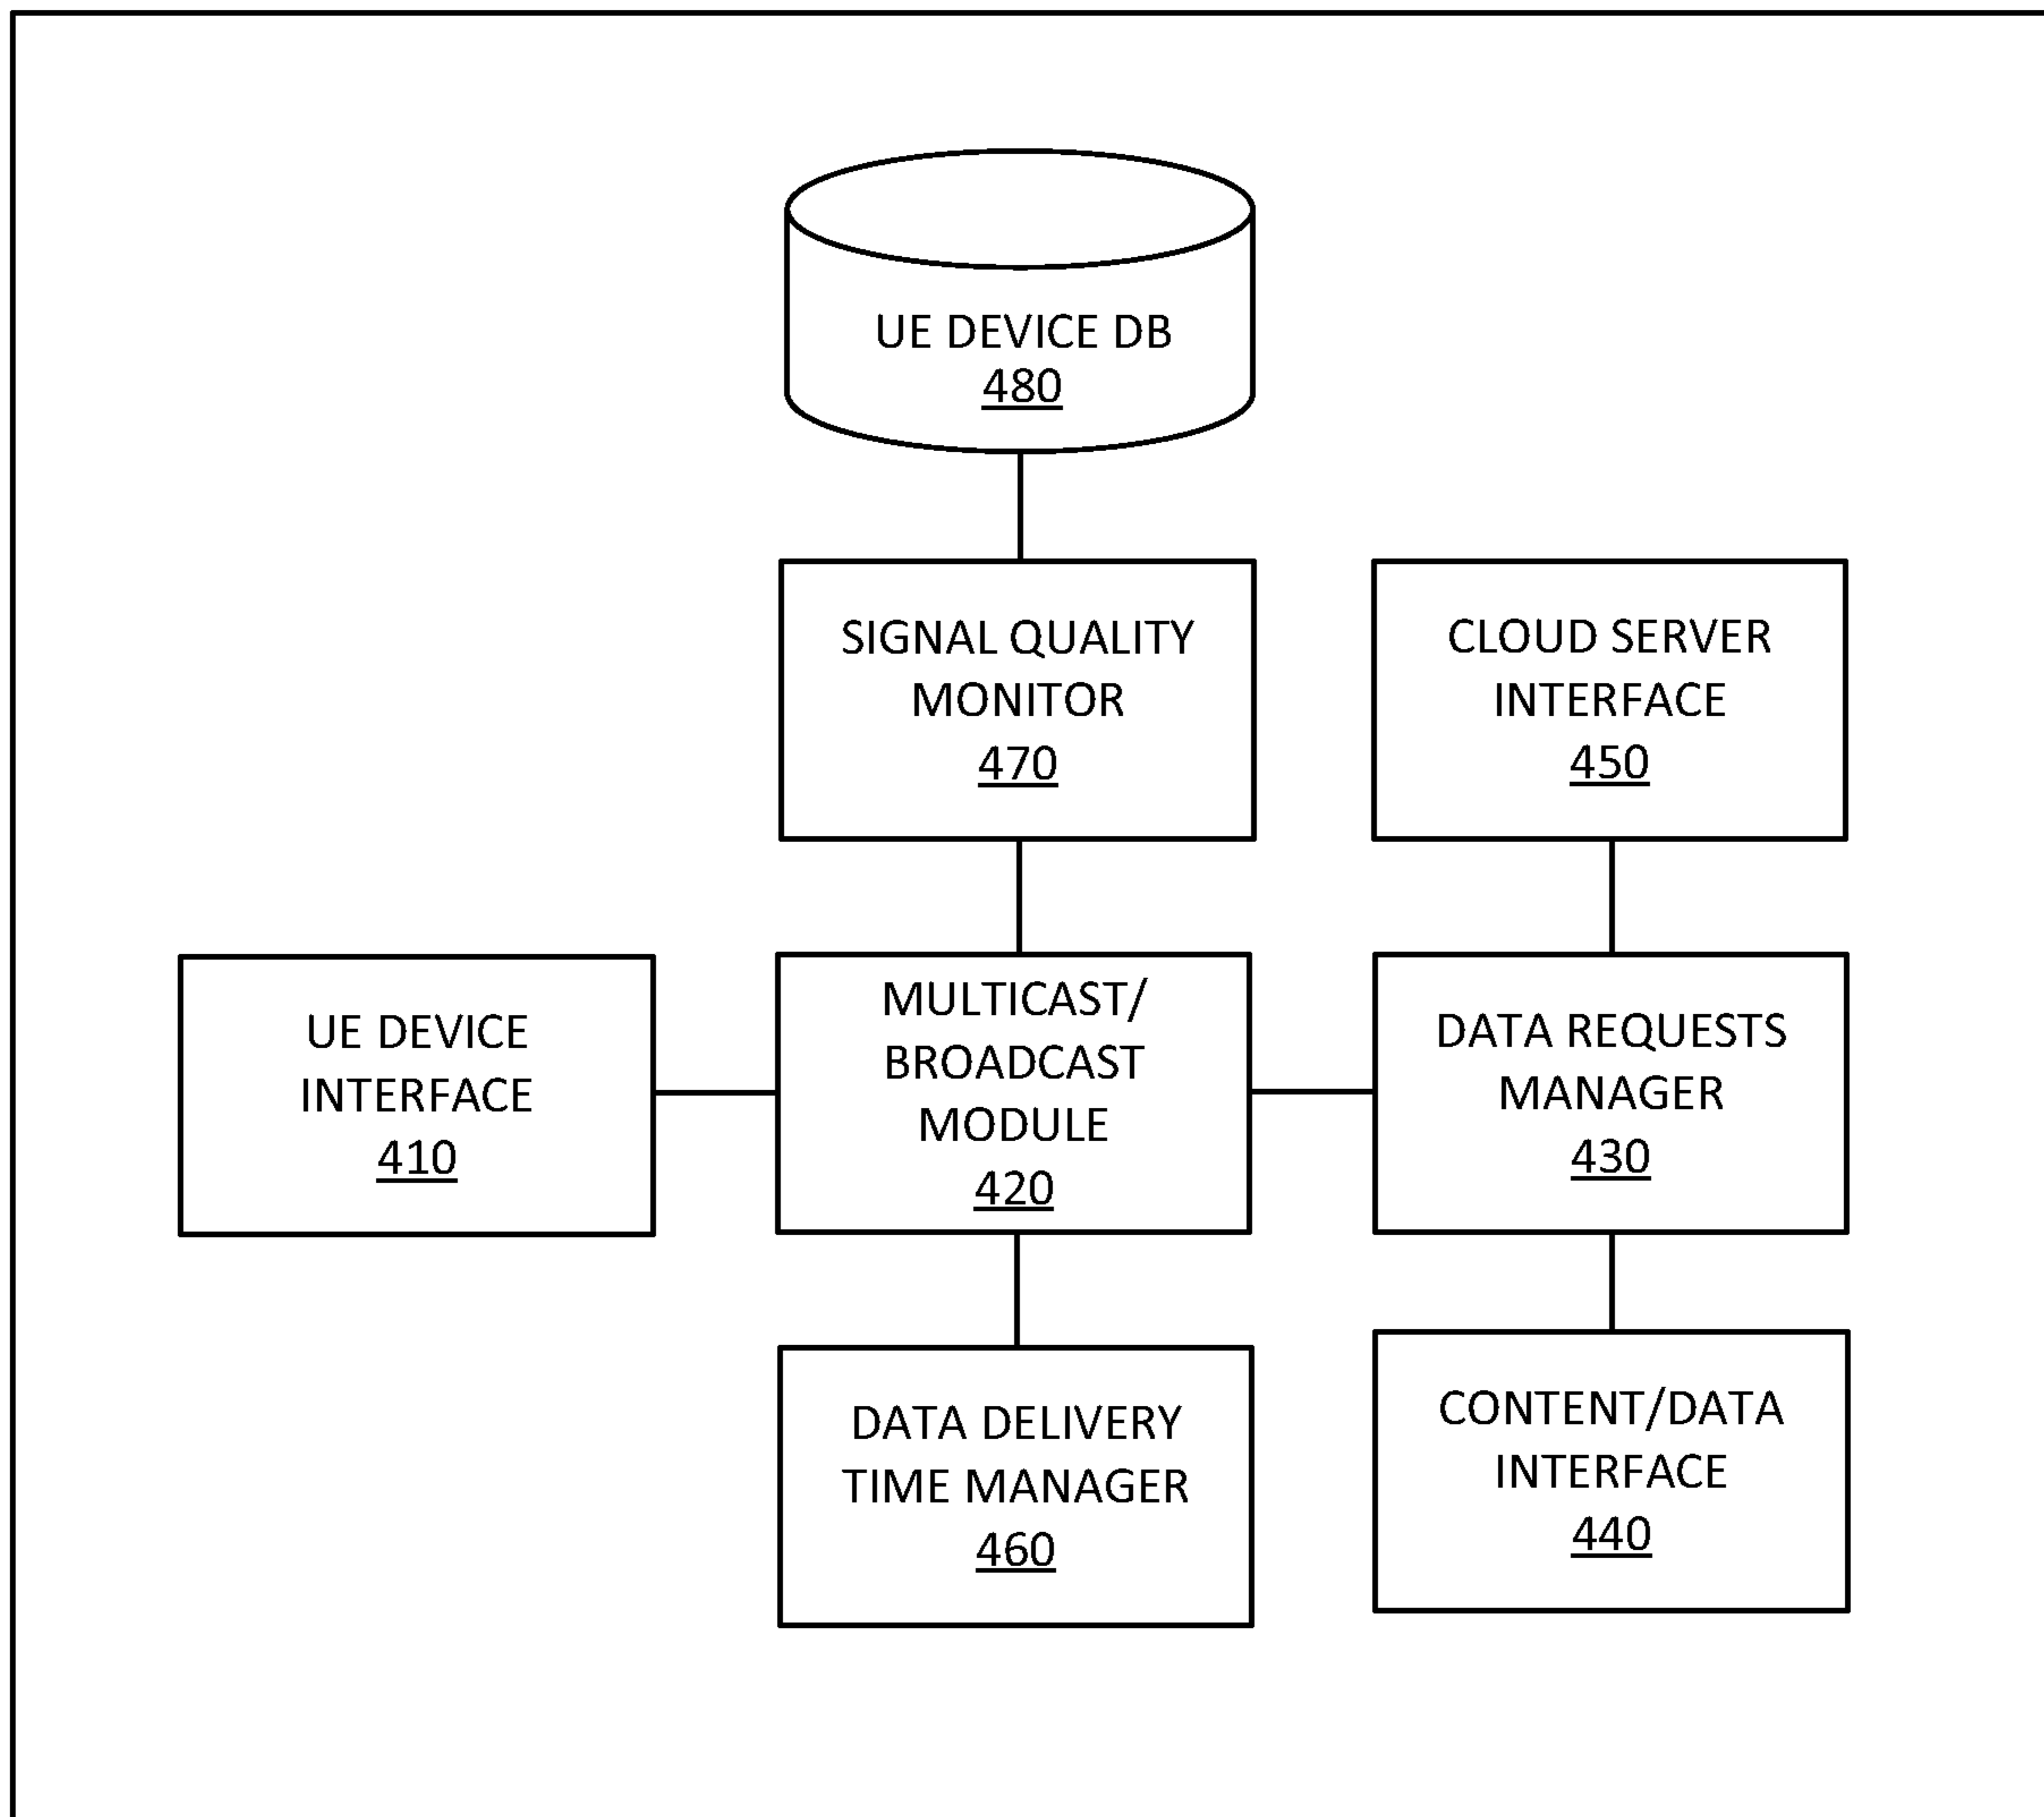 UE DEVICE DB
480
SIGNAL QUALITY
MONITOR
470
CLOUD SERVER
INTERFACE
450
UE DEVICE
INTERFACE
410
MULTICAST/
BROADCAST
MODULE
420
DATA REQUESTS
MANAGER
430
DATA DELIVERY
TIME MANAGER
460
CONTENT/DATA
INTERFACE
440